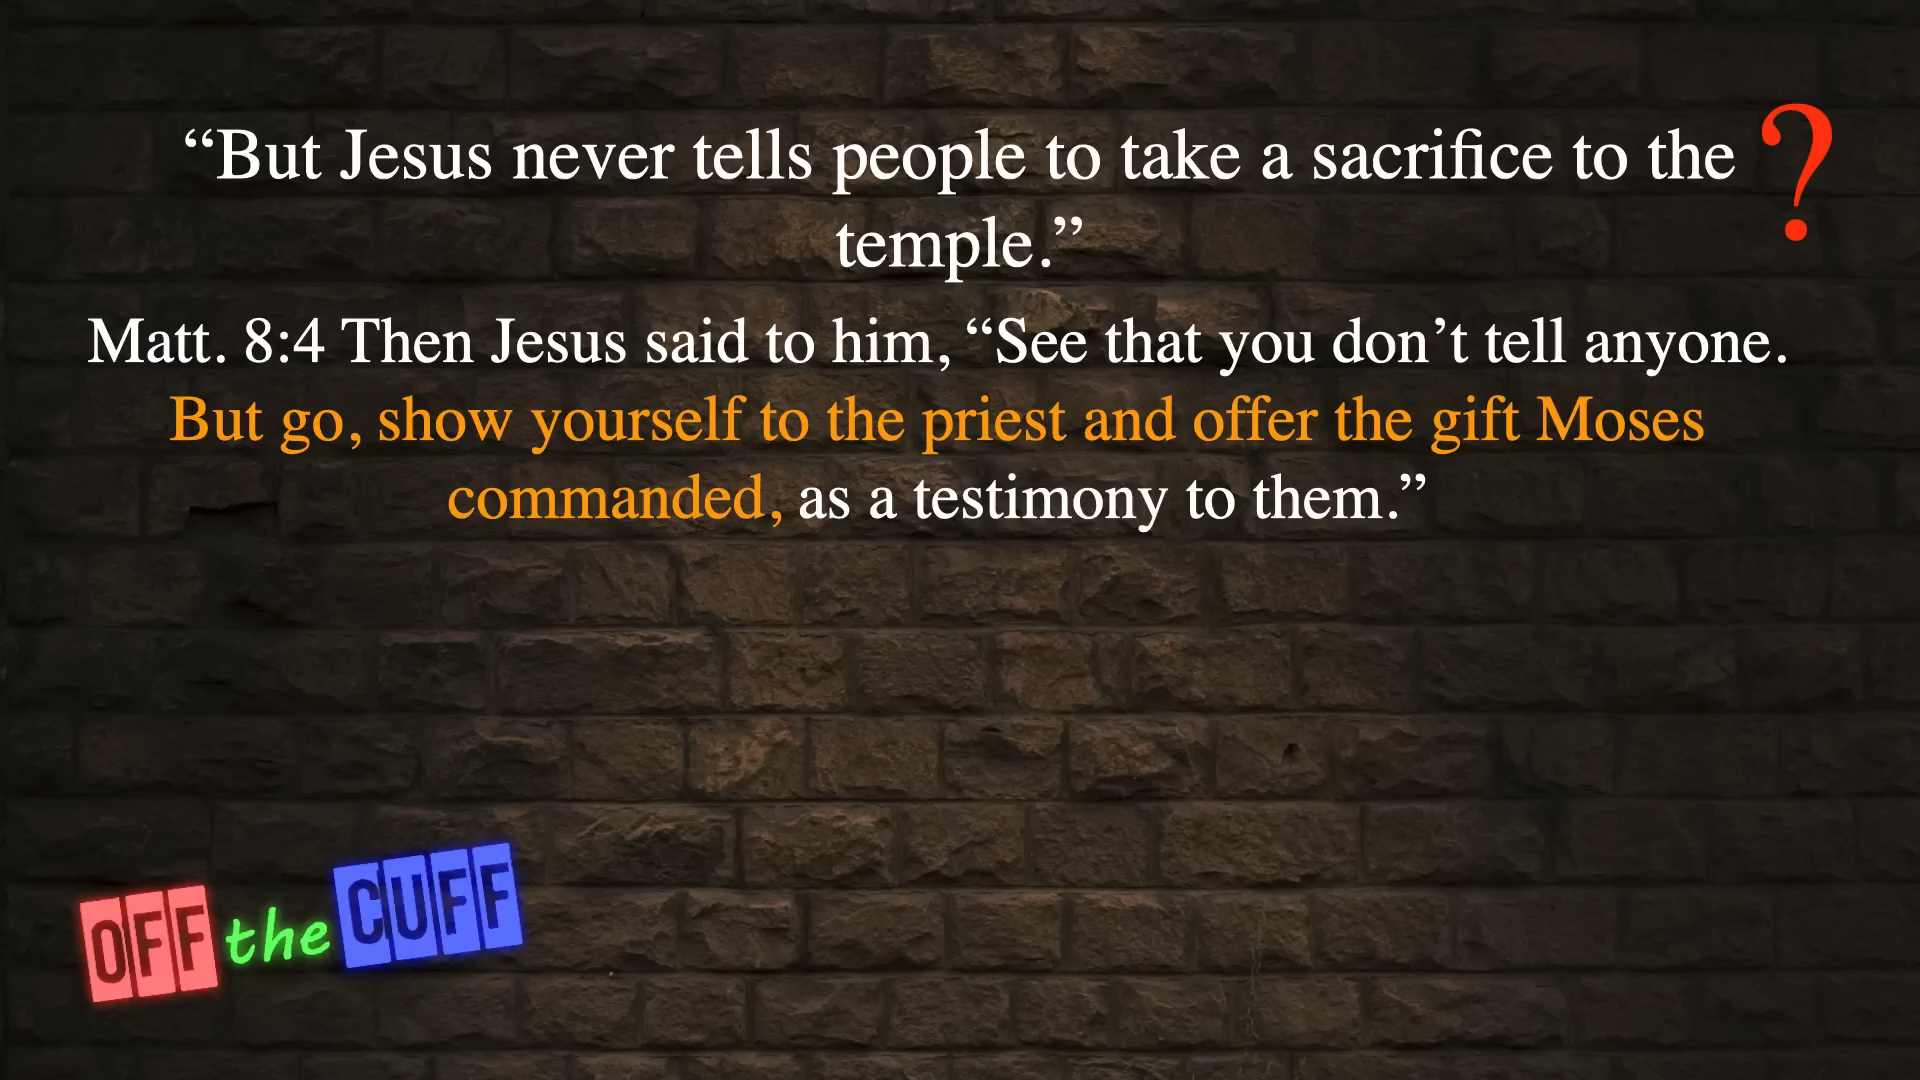 “But Jesus never tells people to take a sacrifice to the ?
temple.”
Matt. 8:4 Then Jesus said to him, “See that you don’t tell anyone.
But go, show yourself to the priest and offer the gift Moses
commanded, as a testimony to them.”
OFF the CUFF